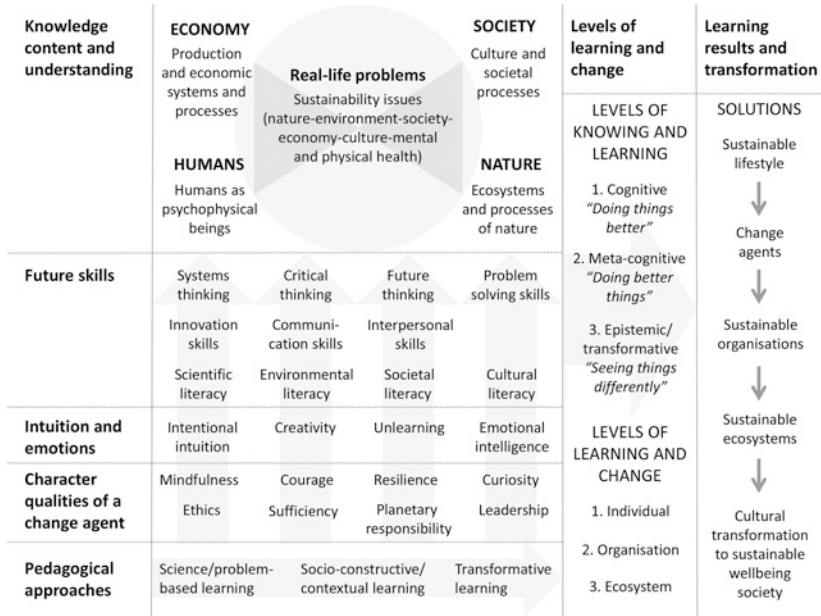 Knowledge
content and
understanding
ECONOMY
Production
and economic
systems and
processes
Real-life problems
Sustainability issues
(nature-environment-society-
economy-culture-mental
and physical health)
SOCIETY
Culture and
societal
processes
HUMANS
Humans as
psychophysical
beings
NATURE
Ecosystems
and processes
of nature
Future skills
Systems
thinking
Critical
thinking
Future
thinking
Problem
solving skills
Innovation
skills
Communi-
cation skills
Interpersonal
skills
Scientific
literacy
Environmental
literacy
Societal
literacy
Cultural
literacy
Intuition and
emotions
Intentional
intuition
Creativity
Unlearning
Emotional
intelligence
Character
qualities of a
change agent
Mindfulness
Courage
Resilience
Curiosity
Ethics
Sufficiency
Planetary
responsibility
Leadership
Pedagogical
approaches
Science/problem-
based learning
Socio-constructive/
contextual learning
Transformative
learning
Levels of
learning and
change
LEVELS OF
KNOWING AND
LEARNING
1. Cognitive
“Doing things
better”
2. Meta-cognitive
“Doing better
things”
3. Epistemic/
transformative
“Seeing things
differently”
LEVELS OF
LEARNING AND
CHANGE
1. Individual
2. Organisation
3. Ecosystem
Learning
results and
transformation
SOLUTIONS
Sustainable
lifestyle
Change
agents
Sustainable
organisations
Sustainable
ecosystems
Cultural
transformation
to sustainable
wellbeing
society